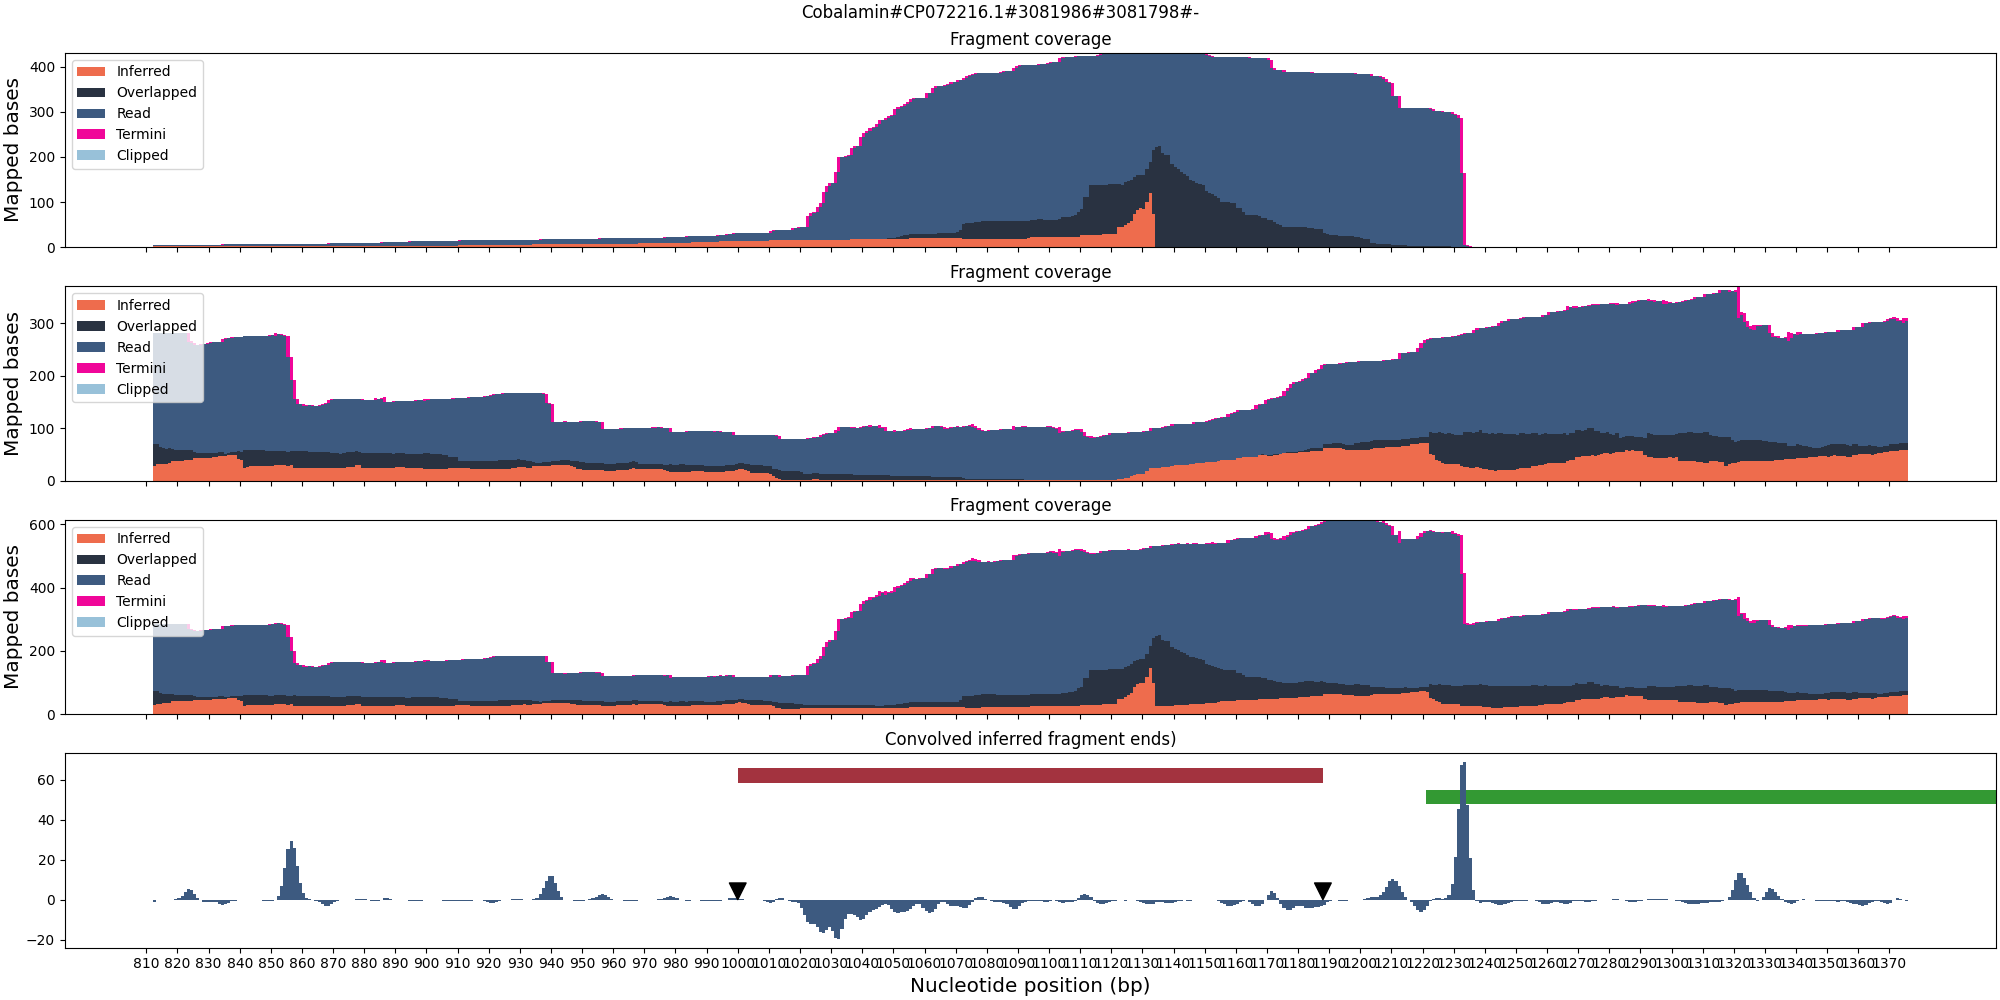 Cobalamin#CP072216.1#3081986#3081798#-
Fragment coverage
Mapped bases
400
300
200
100
0
Inferred
Overlapped
Read
Termini
Clipped
Fragment coverage
Mapped bases
300
200
100
0
Inferred
Overlapped
Read
Termini
Clipped
Fragment coverage
Mapped bases
600
400
200
0
Inferred
Overlapped
Read
Termini
Clipped
Convolved inferred fragment ends)
60
40
20
0
−20
810 820 830 840 850 860 870 880 890 900 910 920 930 940 950 960 970 980 990 1000 1010 1020 1030 1040 1050 1060 1070 1080 1090 1100 1110 1120 1130 1140 1150 1160 1170 1180 1190 1200 1210 1220 1230 1240 1250 1260 1270 1280 1290 1300 1310 1320 1330 1340 1350 1360 1370
Nucleotide position (bp)